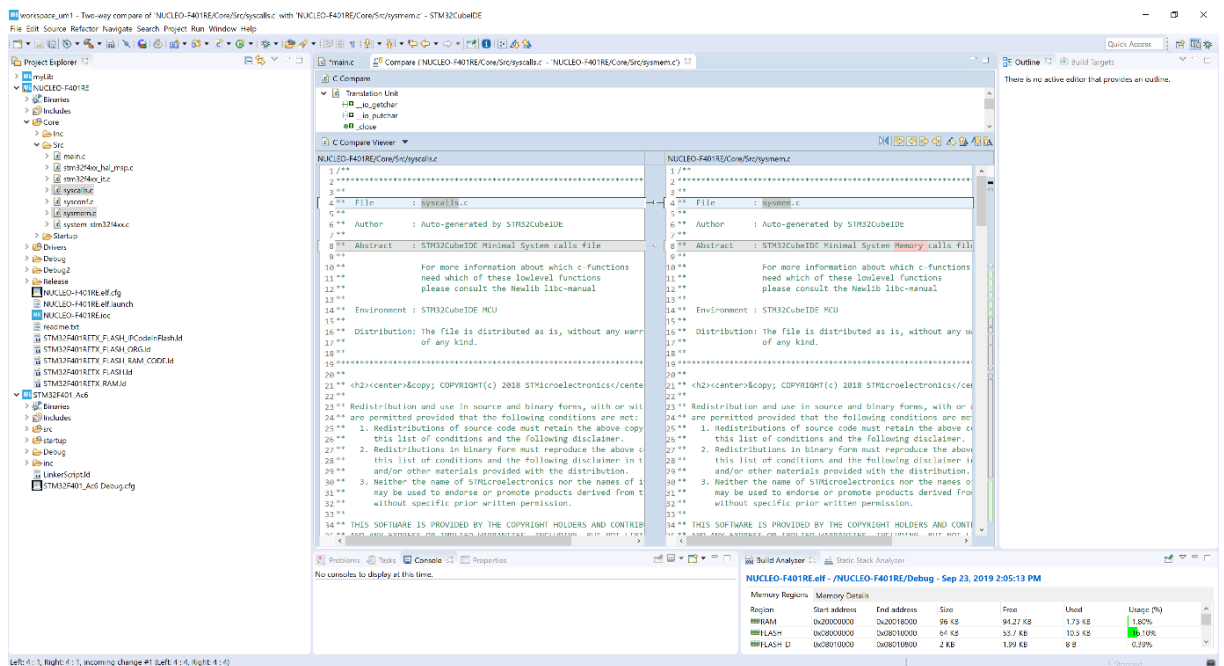 workspace_um1 - Two-way compare of 'NUCLEO-F401RE/Core/Src/syscalls.c' with 'NUCLEO-F401RE/Core/Src/sysmem.c' - STM32CubeIDE
File Edit Source Refactor Navigate Search Project Run Window Help
Quick Access
Project Explorer
myLib
NUCLEO-F401RE
Binaries
Includes
Core
Inc
Src
main.c
stm32f4xx_hal_msp.c
stm32f4xx_it.c
syscalls.c
sysconf.c
sysmem.c
system_stm32f4xx.c
Startup
Drivers
Debug
Debug2
Release
NUCLEO-F401RE.elf.cfg
NUCLEO-F401RE.elf.launch
NUCLEO-F401RE.ioc
readme.txt
STM32F401RETX_FLASH_IPCodeInFlash.ld
STM32F401RETX_FLASH_ORG.ld
STM32F401RETX_FLASH_RAM_CODE.ld
STM32F401RETX_FLASH.ld
STM32F401RETX_RAM.ld
STM32F401_Ac6
Binaries
Includes
src
startup
Debug
inc
LinkerScript.ld
STM32F401_Ac6 Debug.cfg
*main.c
Compare ('NUCLEO-F401RE/Core/Src/syscalls.c' - 'NUCLEO-F401RE/Core/Src/sysmem.c')
C Compare
Translation Unit
__io_getchar
__io_putchar
_close
C Compare Viewer
NUCLEO-F401RE/Core/Src/syscalls.c
1 /**
2 *****************************************************
3 **
4 ** File : syscalls.c
5 **
6 ** Author : Auto-generated by STM32CubeIDE
7 **
8 ** Abstract : STM32CubeIDE Minimal System calls file
9 **
10 ** For more information about which c-functions
11 ** need which of these lowlevel functions
12 ** please consult the Newlib libc-manual
13 **
14 ** Environment : STM32CubeIDE MCU
15 **
16 ** Distribution: The file is distributed as is, without any warr
17 ** of any kind.
18 **
19 *****************************************************
20 **
21 ** <h2><center>&copy; COPYRIGHT(c) 2018 STMicroelectronics</cente
22 **
23 ** Redistribution and use in source and binary forms, with or wit
24 ** are permitted provided that the following conditions are met:
25 ** 1. Redistributions of source code must retain the above copy
26 ** this list of conditions and the following disclaimer.
27 ** 2. Redistributions in binary form must reproduce the above c
28 ** this list of conditions and the following disclaimer in t
29 ** and/or other materials provided with the distribution.
30 ** 3. Neither the name of STMicroelectronics nor the names of i
31 ** may be used to endorse or promote products derived from t
32 ** without specific prior written permission.
33 **
34 ** THIS SOFTWARE IS PROVIDED BY THE COPYRIGHT HOLDERS AND CONTRIB
NUCLEO-F401RE/Core/Src/sysmem.c
1 /**
2 *****************************************************
3 **
4 ** File : sysmem.c
5 **
6 ** Author : Auto-generated by STM32CubeIDE
7 **
8 ** Abstract : STM32CubeIDE Minimal System Memory calls file
9 **
10 ** For more information about which c-functions
11 ** need which of these lowlevel functions
12 ** please consult the Newlib libc-manual
13 **
14 ** Environment : STM32CubeIDE MCU
15 **
16 ** Distribution: The file is distributed as is, without any wa
17 ** of any kind.
18 **
19 *****************************************************
20 **
21 ** <h2><center>&copy; COPYRIGHT(c) 2018 STMicroelectronics</cen
22 **
23 ** Redistribution and use in source and binary forms, with or
24 ** are permitted provided that the following conditions are me
25 ** 1. Redistributions of source code must retain the above co
26 ** this list of conditions and the following disclaimer.
27 ** 2. Redistributions in binary form must reproduce the above
28 ** this list of conditions and the following disclaimer in
29 ** and/or other materials provided with the distribution.
30 ** 3. Neither the name of STMicroelectronics nor the names of
31 ** may be used to endorse or promote products derived from
32 ** without specific prior written permission.
33 **
34 ** THIS SOFTWARE IS PROVIDED BY THE COPYRIGHT HOLDERS AND CONTI
Outline
Build Targets
There is no active editor that provides an outline.
Problems Tasks Console Properties
No consoles to display at this time.
Build Analyzer Static Stack Analyzer
NUCLEO-F401RE.elf - /NUCLEO-F401RE/Debug - Sep 23, 2019 2:05:13 PM
Memory Regions Memory Details
Region Start address End address Size Free Used Usage (%)
RAM 0x20000000 0x20018000 96 KB 94.27 KB 1.73 KB 1.80%
FLASH 0x08000000 0x08010000 64 KB 53.7 KB 10.3 KB 16.10%
FLASH_D 0x08010000 0x08010800 2 KB 1.99 KB 8 B 0.39%
Left: 4 : 1, Right: 4 : 1, incoming change #1 (Left: 4 : 4, Right: 4 : 4)
Stopped